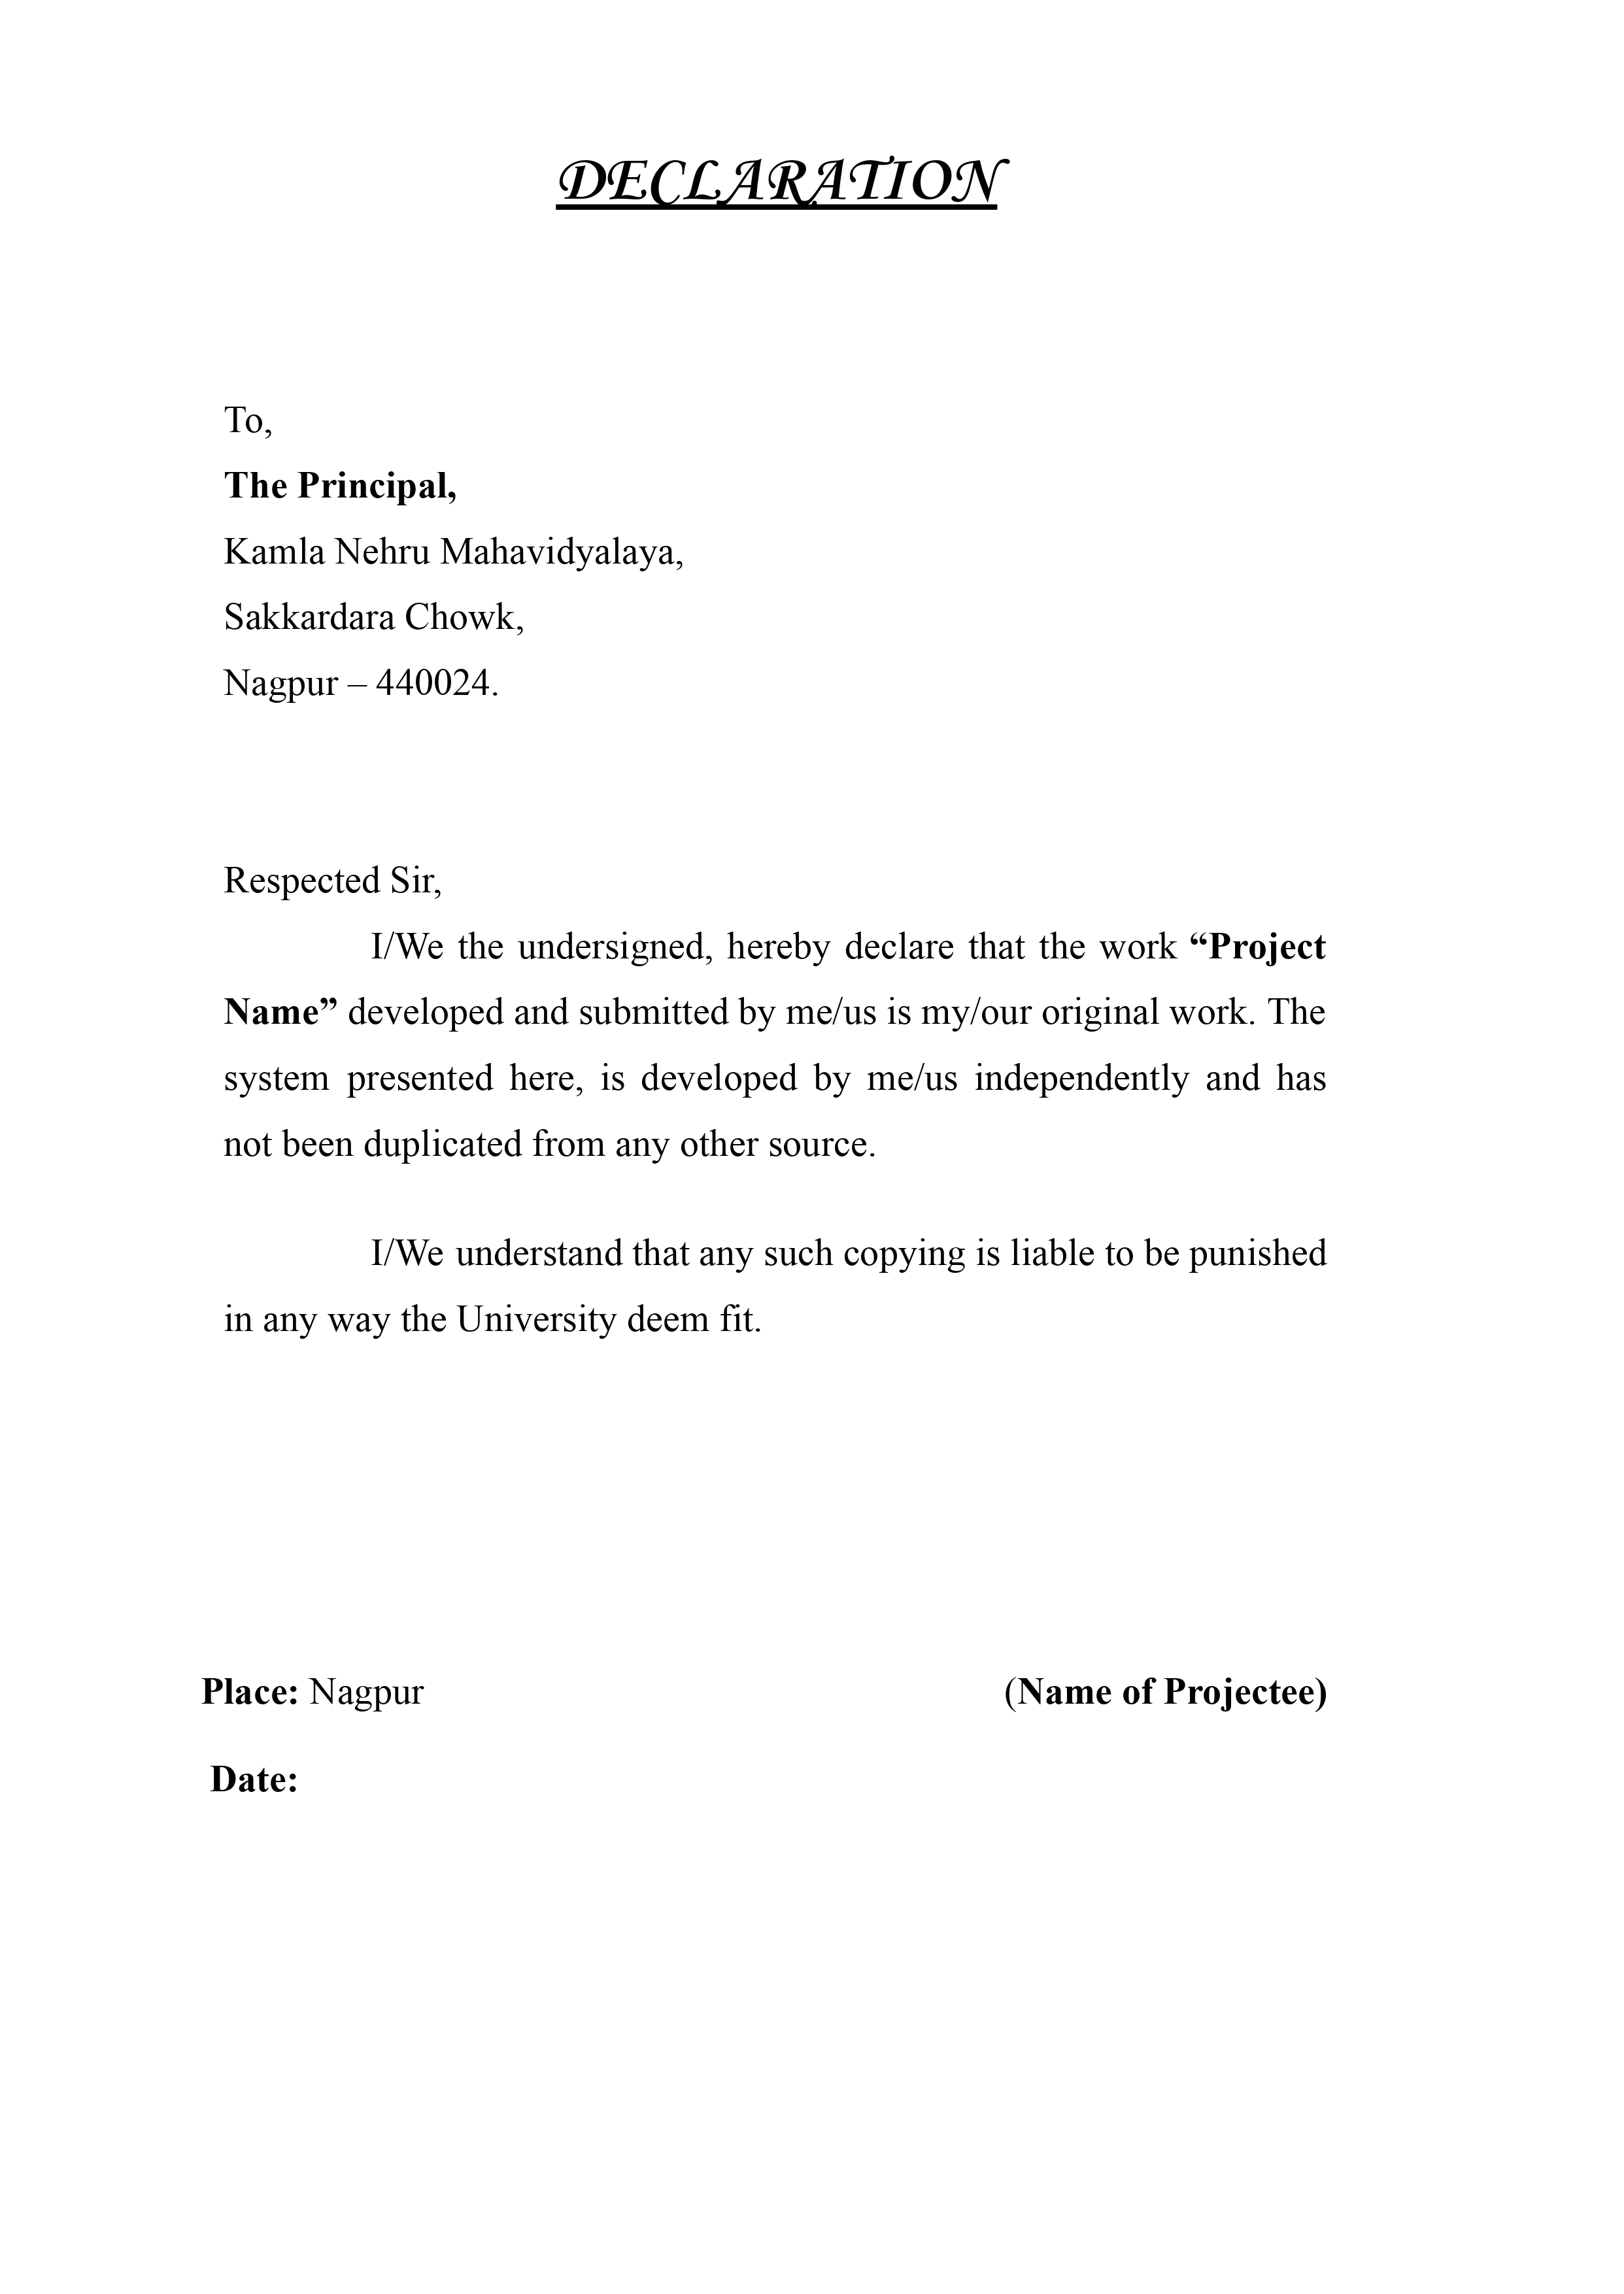 DECLARATION
To,
The Principal,
Kamla Nehru Mahavidyalaya,
Sakkardara Chowk,
Nagpur – 440024.
Respected Sir,
I/We the undersigned, hereby declare that the work “Project
Name” developed and submitted by me/us is my/our original work. The
system presented here, is developed by me/us independently and has
not been duplicated from any other source.
I/We understand that any such copying is liable to be punished
in any way the University deem fit.
Place: Nagpur (Name of Projectee)
Date: